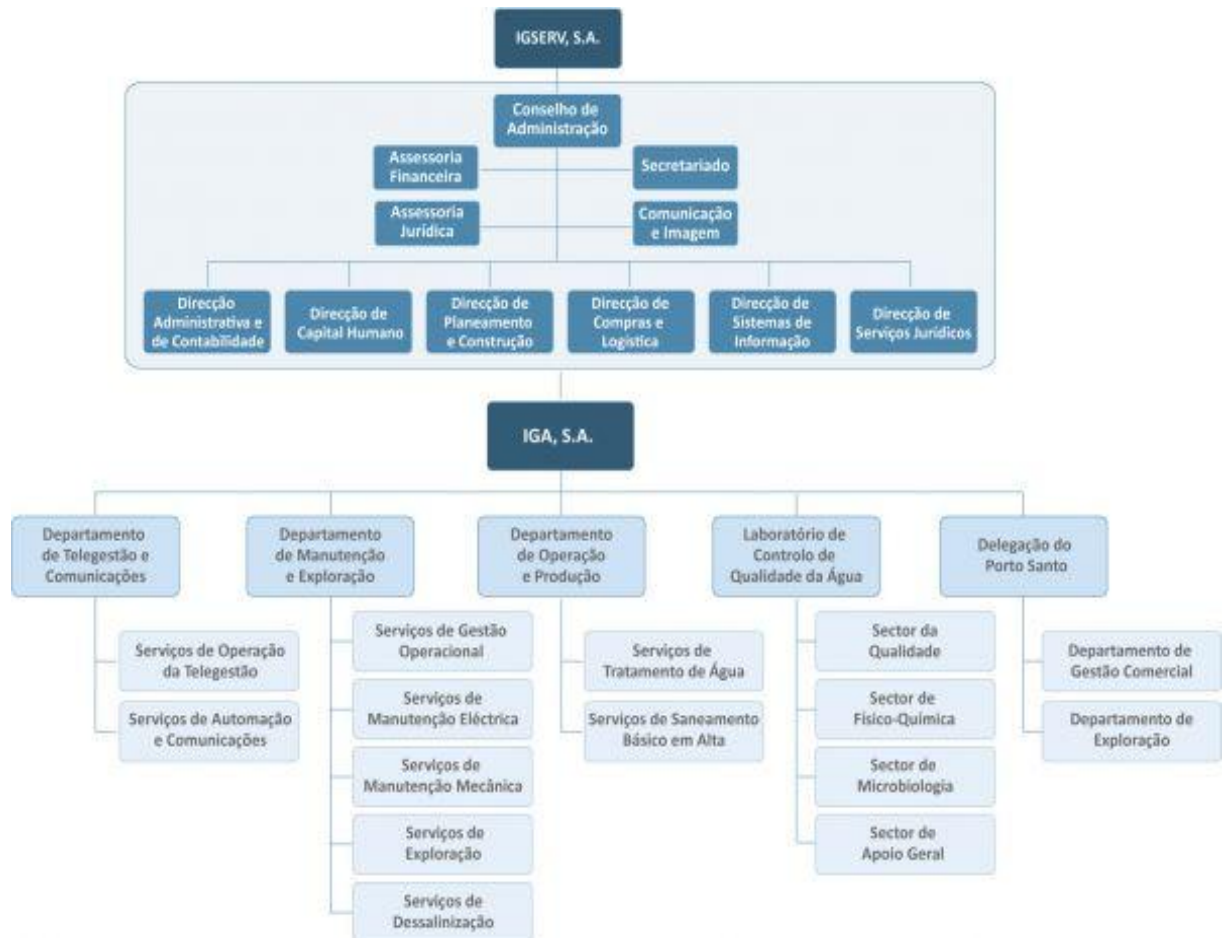 IGSERV, S.A.
Conselho de
Administração
Assessoria
Financeira
Secretariado
Assessoria
Jurídica
Comunicação
e Imagem
Direcção
Administrativa e
de Contabilidade
Direcção de
Capital Humano
Direcção de
Planeamento
e Construção
Direcção de
Compras e
Logística
Direcção de
Sistemas de
Informação
Direcção de
Serviços Jurídicos
IGA, S.A.
Departamento
de Telegestão e
Comunicações
Departamento
de Manutenção
e Exploração
Departamento
de Operação
e Produção
Laboratório de
Controlo de
Qualidade da Água
Delegação do
Porto Santo
Serviços de Operação
da Telegestão
Serviços de Automação
e Comunicações
Serviços de Gestão
Operacional
Serviços de
Manutenção Eléctrica
Serviços de
Manutenção Mecânica
Serviços de
Exploração
Serviços de
Dessalinização
Serviços de
Tratamento de Água
Serviços de Saneamento
Básico em Alta
Sector da
Qualidade
Sector de
Físico-Química
Sector de
Microbiologia
Sector de
Apoio Geral
Departamento de
Gestão Comercial
Departamento de
Exploração